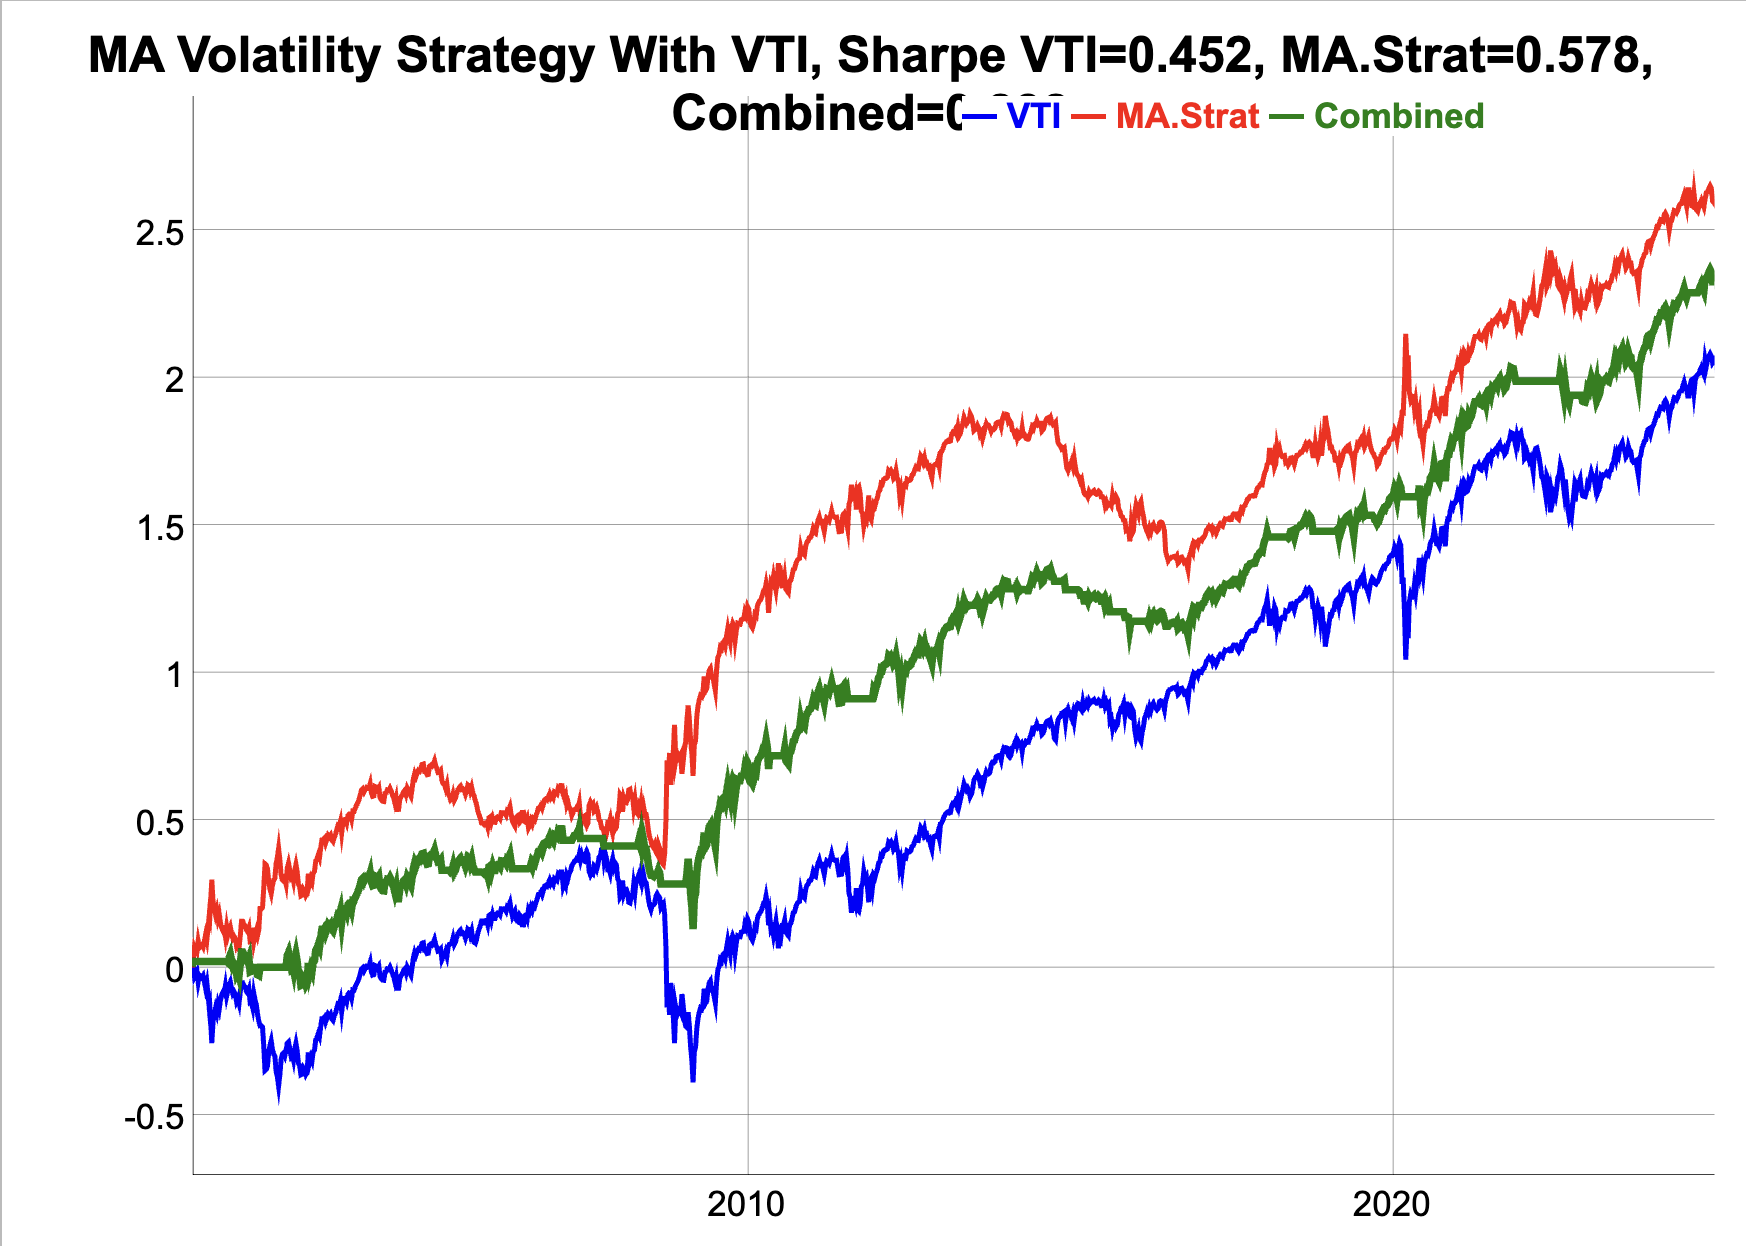 MA Volatility Strategy With VTI, Sharpe VTI=0.452, MA.Strat=0.578,
Combined=0
VTI MA.Strat Combined
2.5
2
1.5
1
0.5
0
-0.5
2010 2020